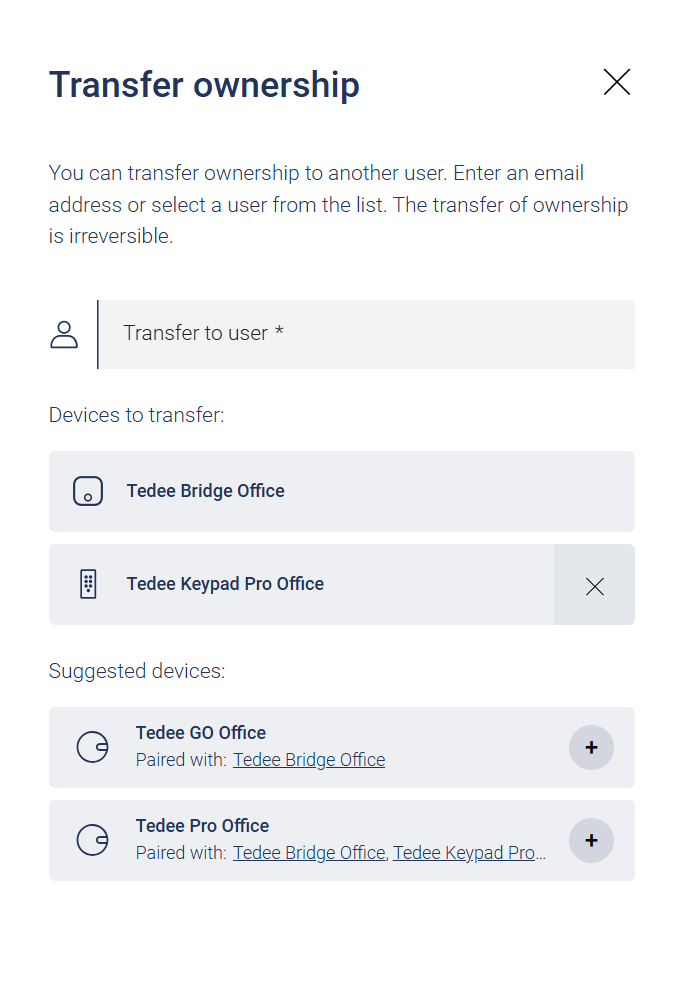 Transfer ownership
You can transfer ownership to another user. Enter an email
address or select a user from the list. The transfer of ownership
is irreversible.
Transfer to user *
Devices to transfer:
Tedee Bridge Office
Tedee Keypad Pro Office
Suggested devices:
Tedee GO Office
Paired with: Tedee Bridge Office
Tedee Pro Office
Paired with: Tedee Bridge Office, Tedee Keypad Pro...